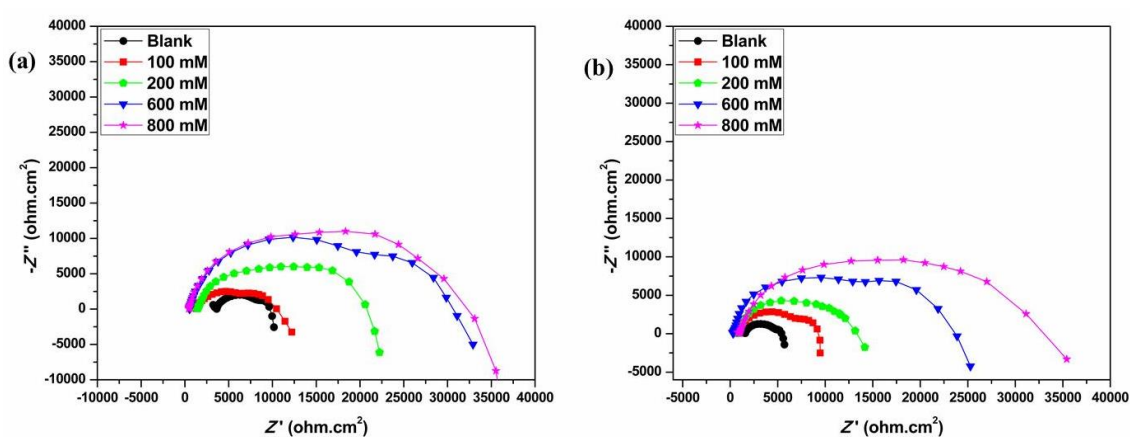 (a)
Blank
100 mM
200 mM
600 mM
800 mM
40000
35000
30000
25000
20000
15000
10000
5000
0
-5000
-10000
-Z'' (ohm.cm2)
-10000 -5000 0 5000 10000 15000 20000 25000 30000 35000 40000
Z' (ohm.cm2)
(b)
Blank
100 mM
200 mM
600 mM
800 mM
40000
35000
30000
25000
20000
15000
10000
5000
0
-5000
-Z'' (ohm.cm2)
-5000 0 5000 10000 15000 20000 25000 30000 35000 40000
Z' (ohm.cm2)